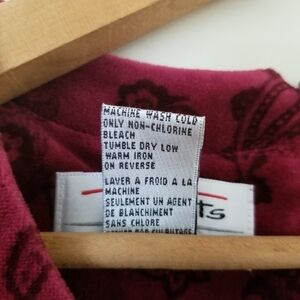 MACHINE WASH COLD
ONLY NON-CHLORINE
BLEACH
TUMBLE DRY LOW
WARM IRON
ON REVERSE
LAVER A FROID A LA
MACHINE
SEULEMENT UN AGENT
DE BLANCHIMENT
SANS CHLORE